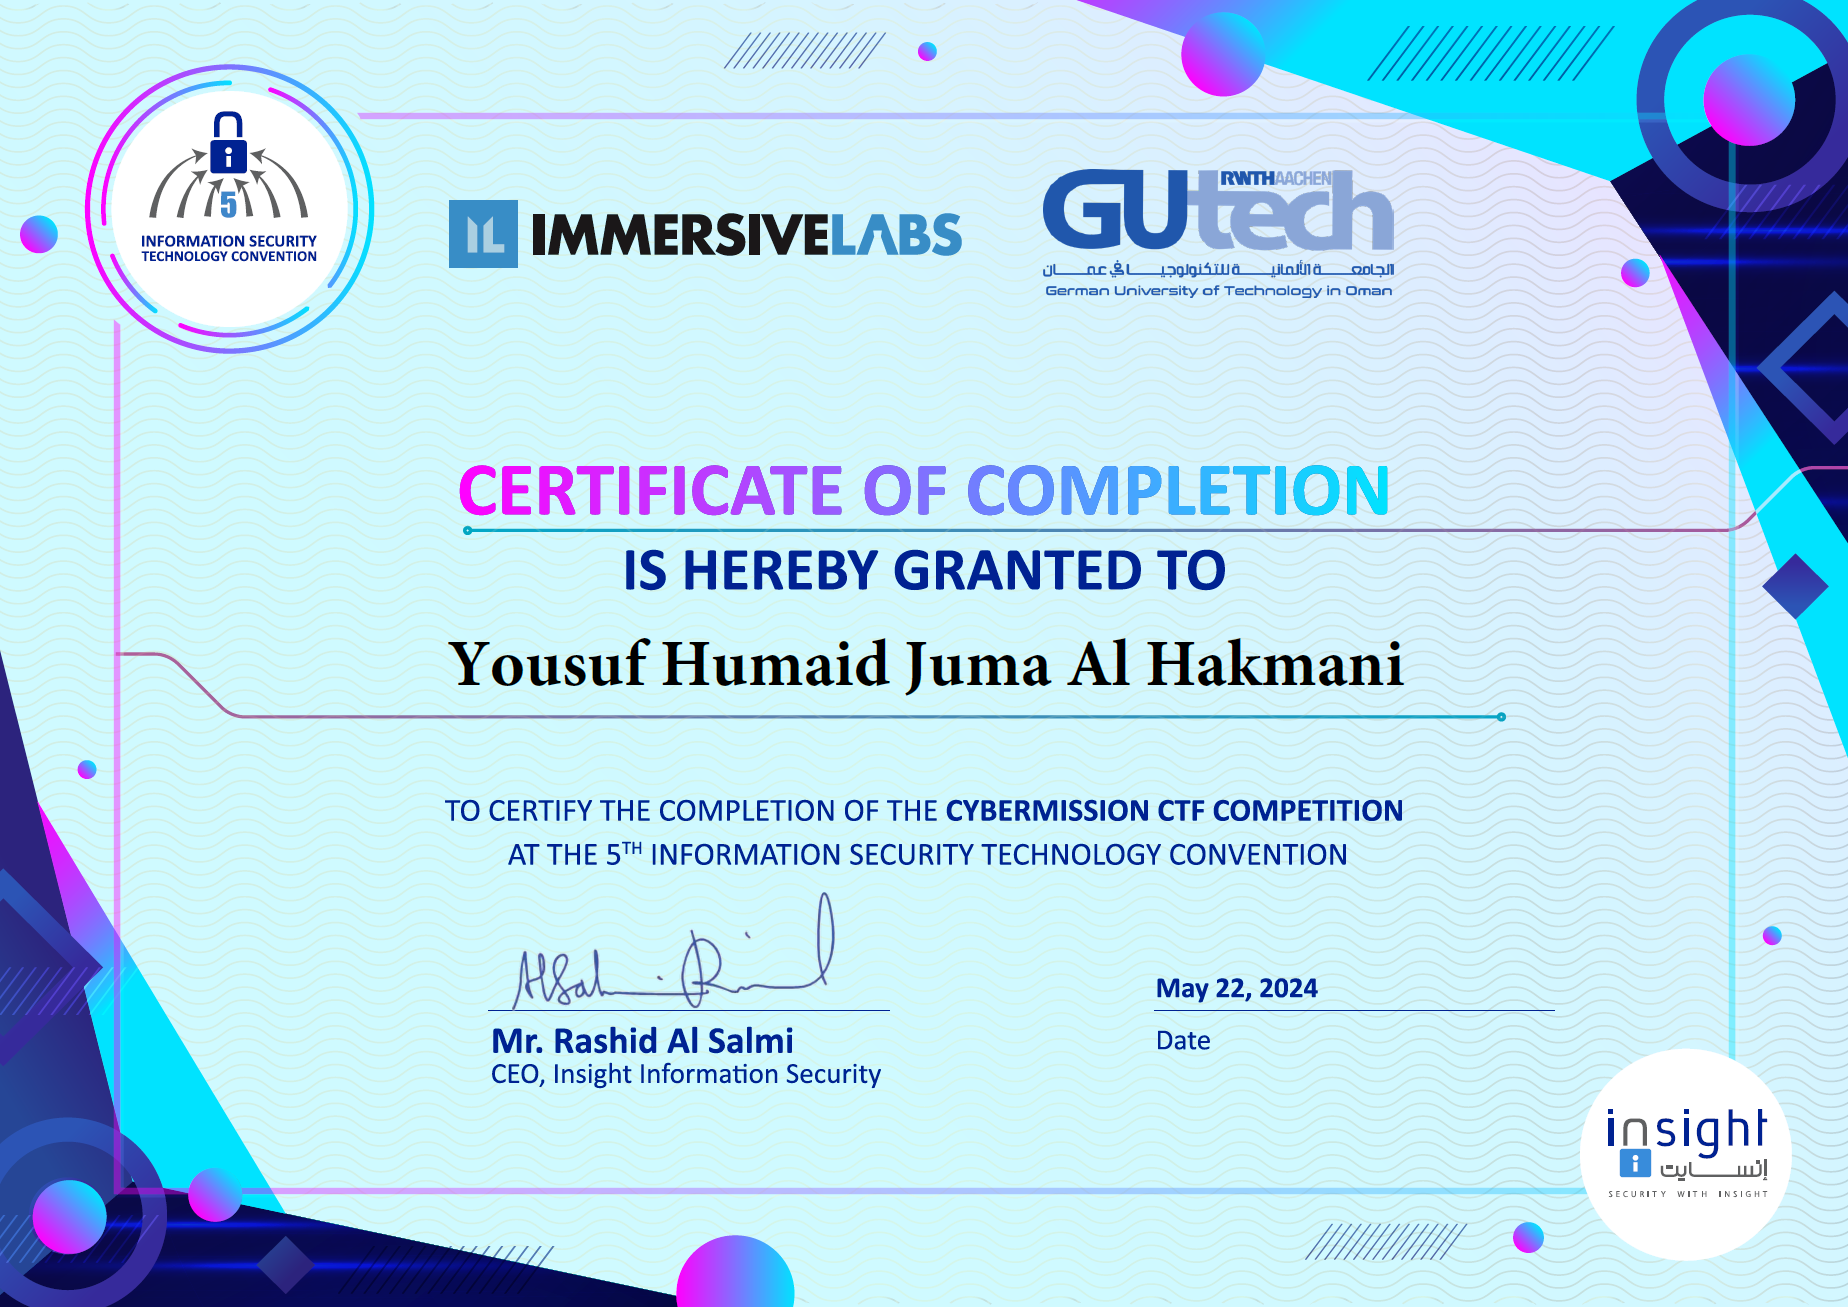 5
INFORMATION SECURITY
TECHNOLOGY CONVENTION
IL IMMERSIVELABS
RWTHAACHEN
GUtech
الجامعة الألمانية للتكنولوجيا في عمان
German University of Technology in Oman
CERTIFICATE OF COMPLETION
IS HEREBY GRANTED TO
Yousuf Humaid Juma Al Hakmani
TO CERTIFY THE COMPLETION OF THE CYBERMISSION CTF COMPETITION
AT THE 5TH INFORMATION SECURITY TECHNOLOGY CONVENTION
May 22, 2024
Mr. Rashid Al Salmi
Date
CEO, Insight Information Security
insight
إنسايت
SECURITY WITH INSIGHT